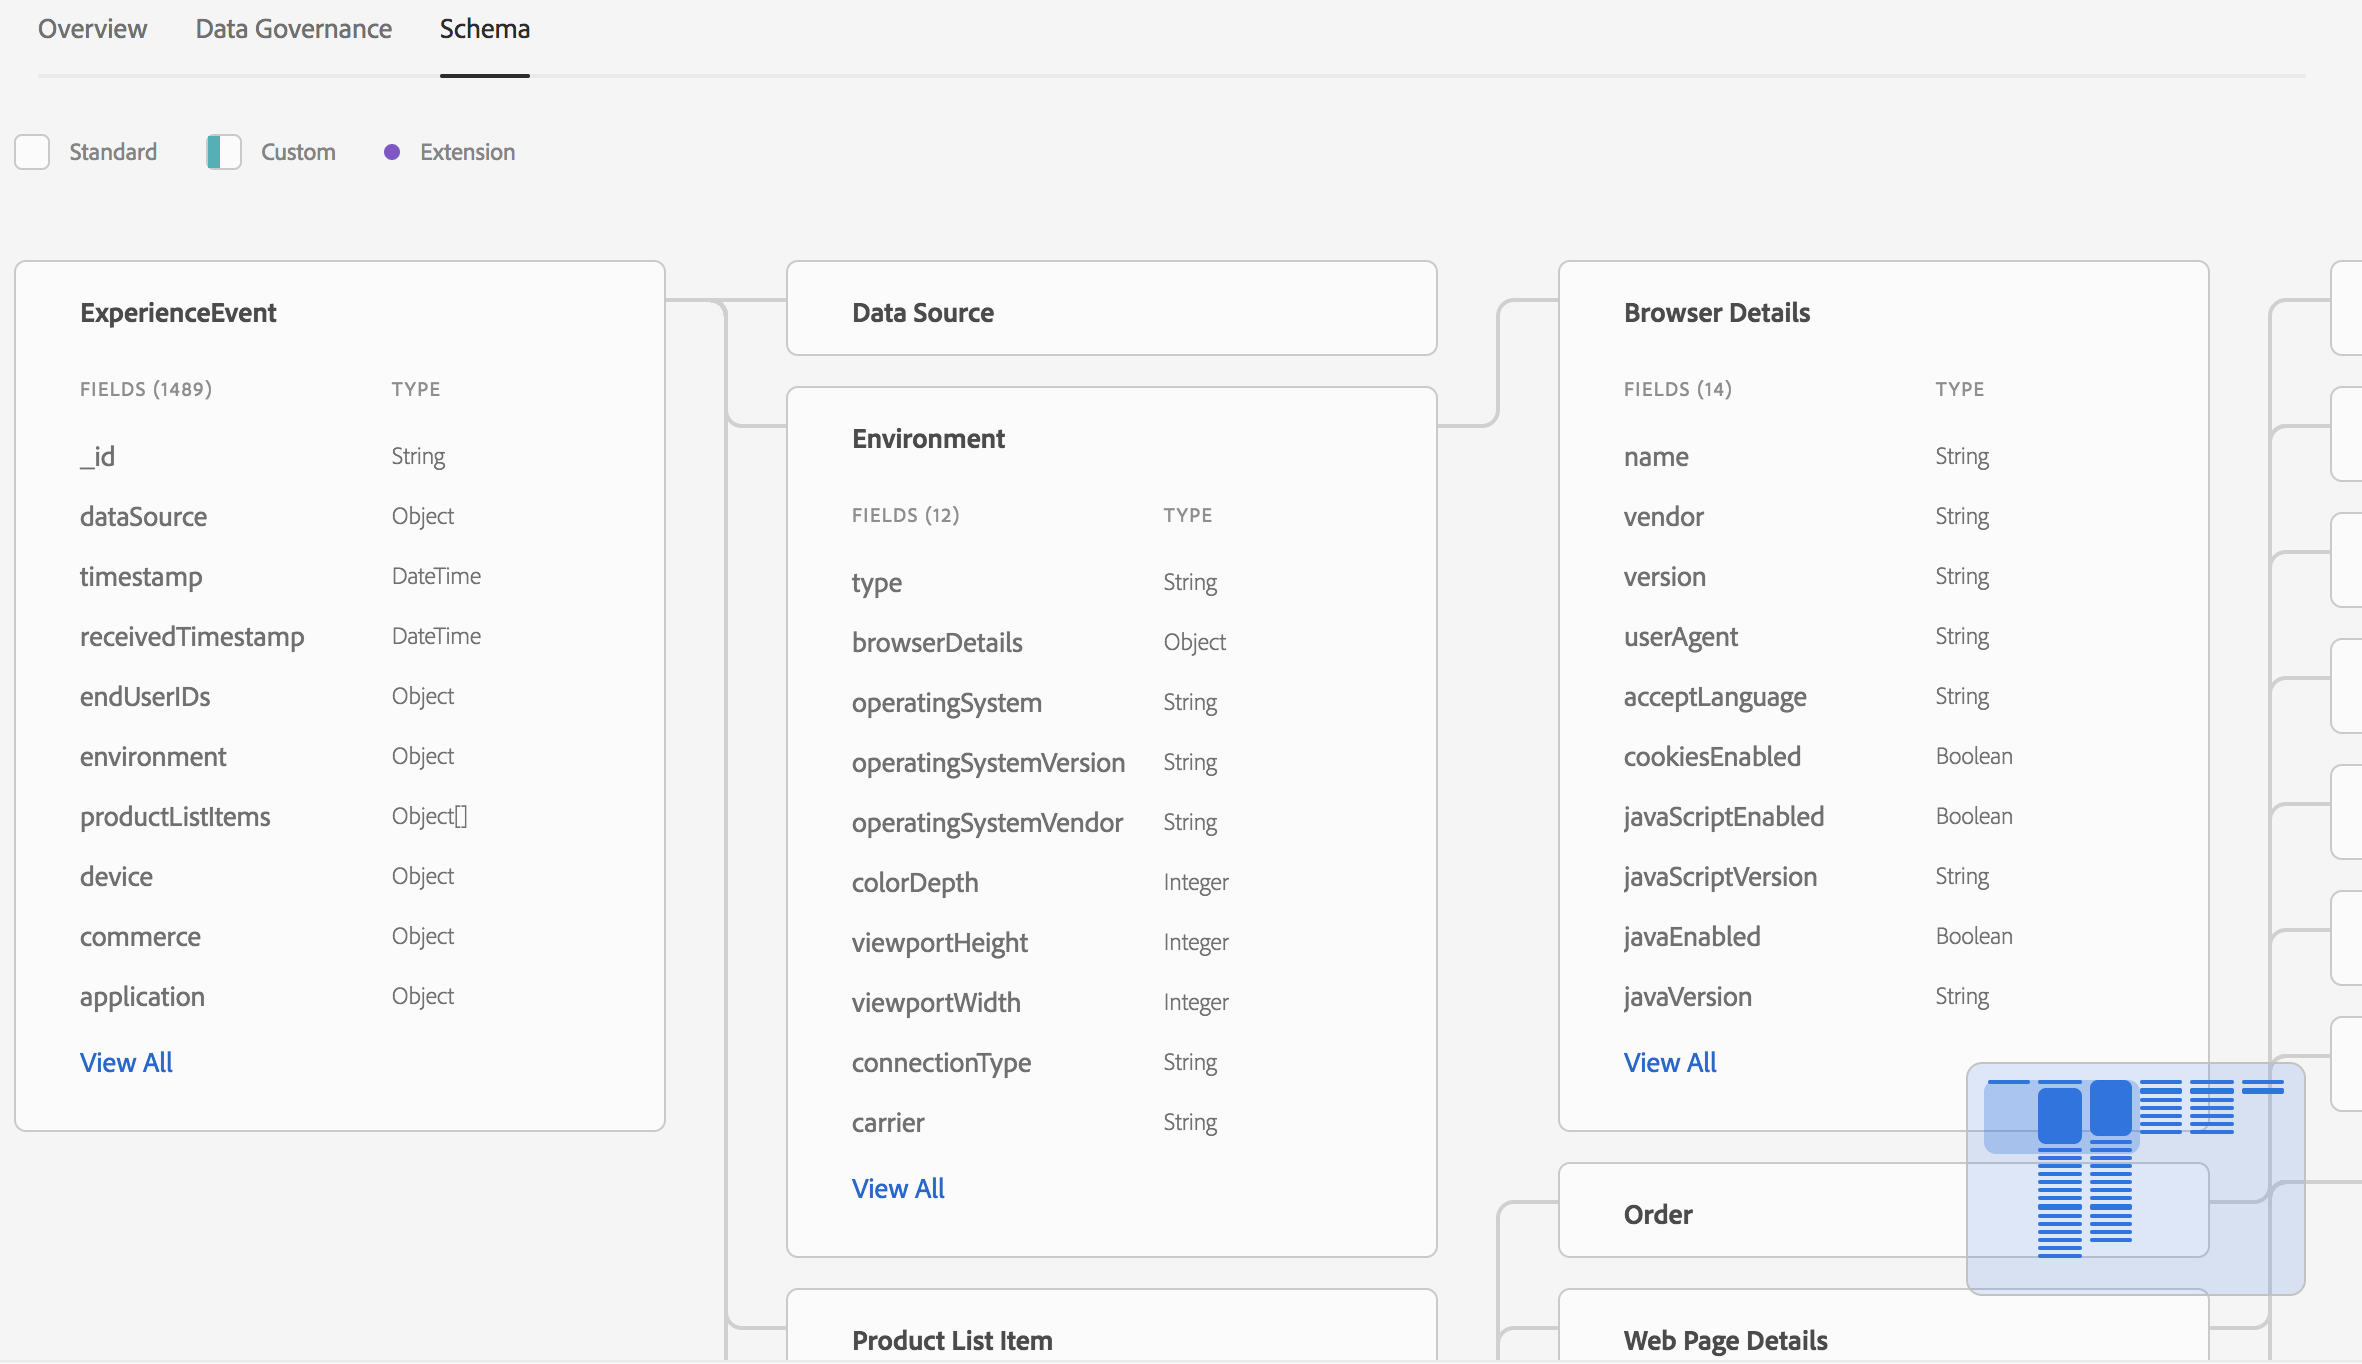 Overview Data Governance Schema
Standard Custom Extension
ExperienceEvent
FIELDS (1489) TYPE
_id String
dataSource Object
timestamp DateTime
receivedTimestamp DateTime
endUserIDs Object
environment Object
productListItems Object[]
device Object
commerce Object
application Object
View All
Data Source
Environment
FIELDS (12) TYPE
type String
browserDetails Object
operatingSystem String
operatingSystemVersion String
operatingSystemVendor String
colorDepth Integer
viewportHeight Integer
viewportWidth Integer
connectionType String
carrier String
View All
Product List Item
Browser Details
FIELDS (14) TYPE
name String
vendor String
version String
userAgent String
acceptLanguage String
cookiesEnabled Boolean
javaScriptEnabled Boolean
javaScriptVersion String
javaEnabled Boolean
javaVersion String
View All
Order
Web Page Details